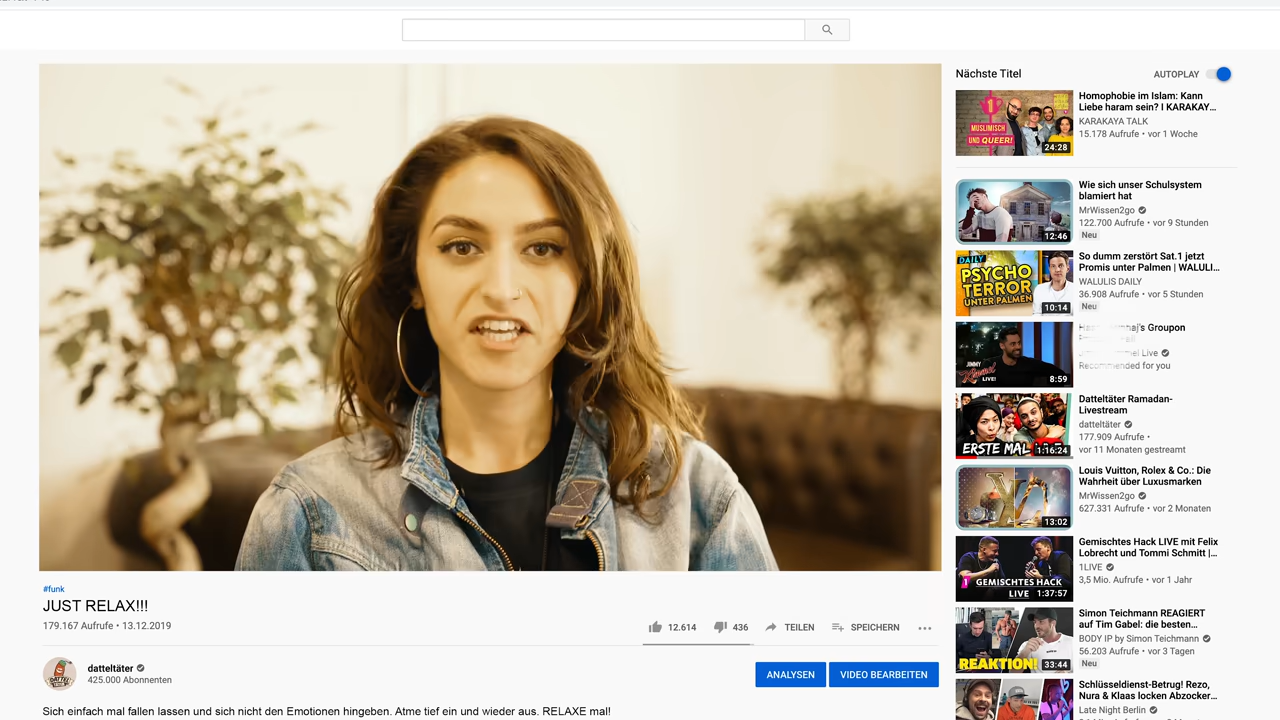 #funk
JUST RELAX!!!
179.167 Aufrufe • 13.12.2019
12.614
436
TEILEN
SPEICHERN
datteltäter
425.000 Abonnenten
ANALYSEN
VIDEO BEARBEITEN
Sich einfach mal fallen lassen und sich nicht den Emotionen hingeben. Atme tief ein und wieder aus. RELAXE mal!
Nächste Titel
AUTOPLAY
1
MUSLIMISCH
UND QUEER!
24:28
Homophobie im Islam: Kann
Liebe haram sein? I KARAKAY...
KARAKAYA TALK
15.178 Aufrufe • vor 1 Woche
12:46
Wie sich unser Schulsystem
blamiert hat
MrWissen2go
122.700 Aufrufe • vor 9 Stunden
Neu
DAILY
PSYCHO
TERROR
UNTER PALMEN
10:14
So dumm zerstört Sat.1 jetzt
Promis unter Palmen | WALULI...
WALULIS DAILY
36.908 Aufrufe • vor 5 Stunden
Neu
JIMMY
Kimmel
LIVE!
8:59
Groupon
Live
Recommended for you
ERSTE MAL
1:16:24
Datteltäter Ramadan-
Livestream
datteltäter
177.909 Aufrufe •
vor 11 Monaten gestreamt
13:02
Louis Vuitton, Rolex & Co.: Die
Wahrheit über Luxusmarken
MrWissen2go
627.331 Aufrufe • vor 2 Monaten
1
GEMISCHTES HACK
LIVE
1:37:57
Gemischtes Hack LIVE mit Felix
Lobrecht und Tommi Schmitt |...
1LIVE
3,5 Mio. Aufrufe • vor 1 Jahr
REAKTION!
33:44
Simon Teichmann REAGIERT
auf Tim Gabel: die besten...
BODY IP by Simon Teichmann
56.203 Aufrufe • vor 3 Tagen
Neu
Schlüsseldienst-Betrug! Rezo,
Nura & Klaas locken Abzocker...
Late Night Berlin